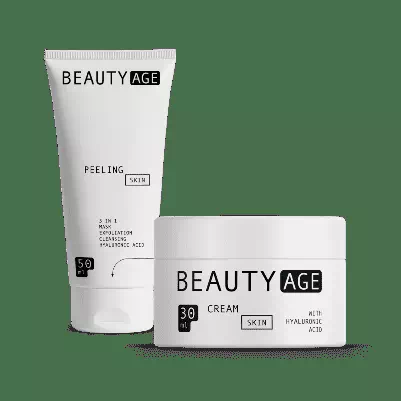 BEAUTY AGE
PEELING
SKIN
3 IN 1
MASK
EXFOLIATION
CLEANSING
HYALURONIC ACID
50
ml
BEAUTY AGE
CREAM
SKIN
30
ml
WITH
HYALURONIC
ACID